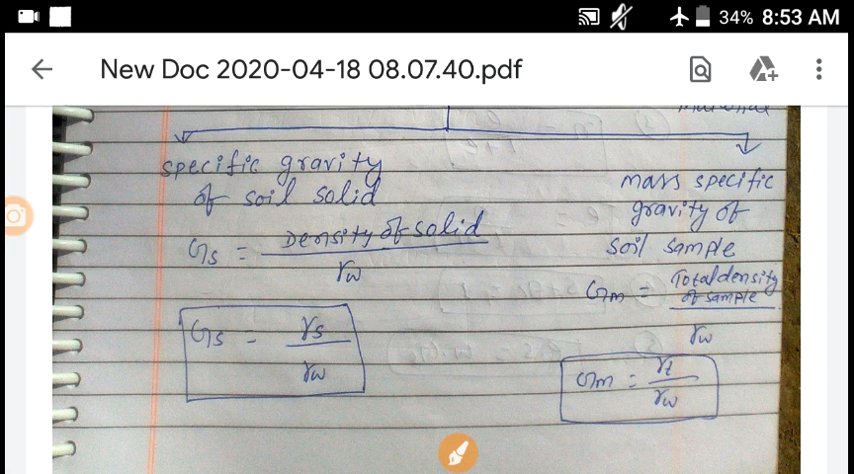 34% 8:53 AM
New Doc 2020-04-18 08.07.40.pdf
specific gravity
of soil solid
Gs = Density of solid
γw
Gs = γs
γw
mass specific
gravity of
soil sample
Gm = Total density
of sample
γw
Gm = γt
γw